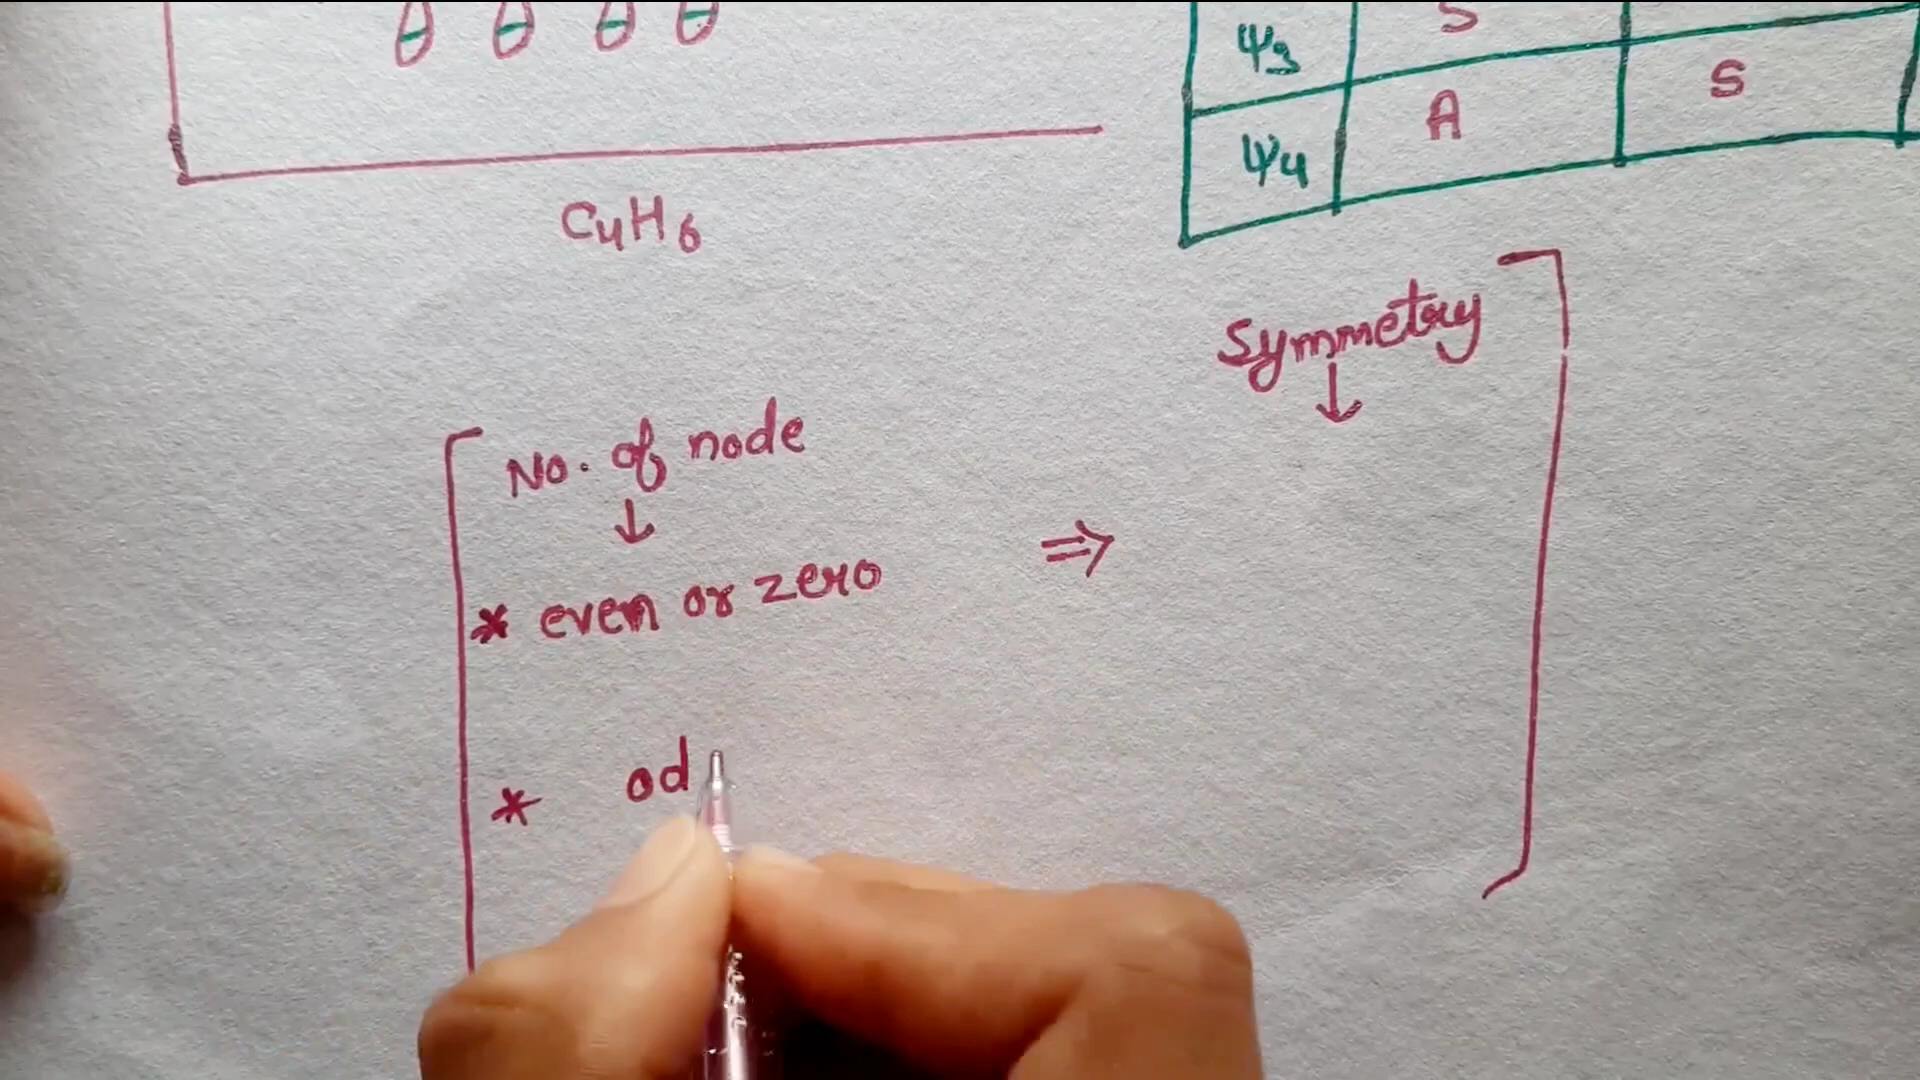 Ψ3 S
Ψ4 A S
C4H6
Symmetry
↓
No. of node
↓
* even or zero ⇒
* od